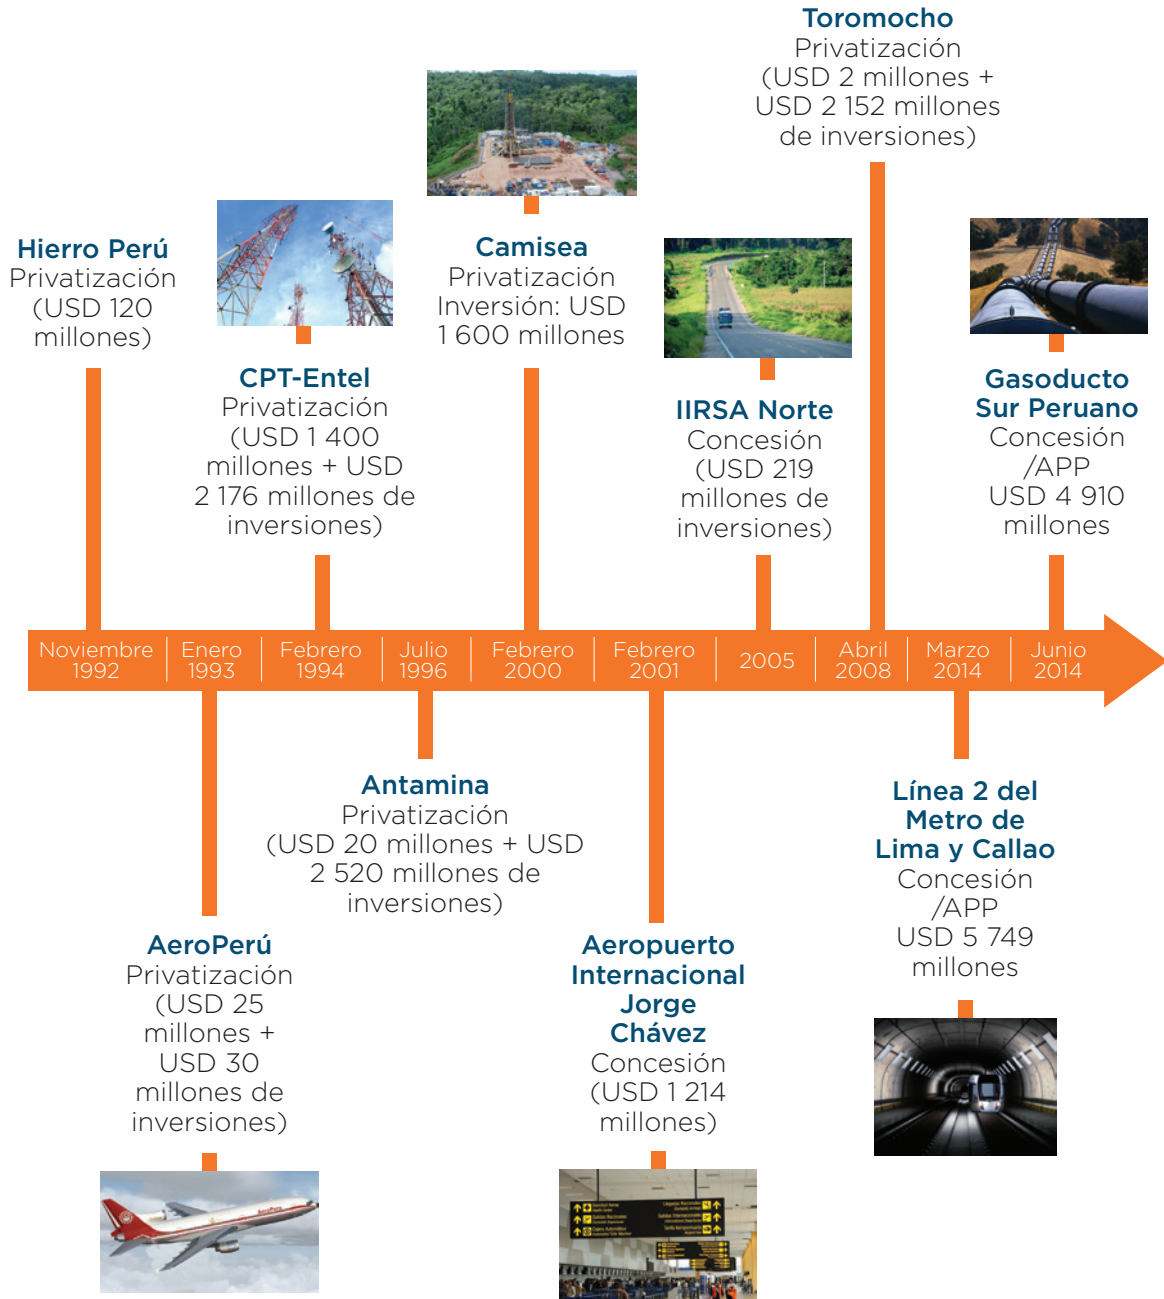 Toromocho
Privatización
(USD 2 millones +
USD 2 152 millones
de inversiones)
Hierro Perú
Privatización
(USD 120
millones)
CPT-Entel
Privatización
(USD 1 400
millones + USD
2 176 millones de
inversiones)
Camisea
Privatización
Inversión: USD
1 600 millones
IIRSA Norte
Concesión
(USD 219
millones de
inversiones)
Gasoducto
Sur Peruano
Concesión
/APP
USD 4 910
millones
Noviembre
1992
Enero
1993
Febrero
1994
Julio
1996
Febrero
2000
Febrero
2001
2005
Abril
2008
Marzo
2014
Junio
2014
AeroPerú
Privatización
(USD 25
millones +
USD 30
millones de
inversiones)
Antamina
Privatización
(USD 20 millones + USD
2 520 millones de
inversiones)
Aeropuerto
Internacional
Jorge
Chávez
Concesión
(USD 1 214
millones)
Línea 2 del
Metro de
Lima y Callao
Concesión
/APP
USD 5 749
millones
AeroPerú